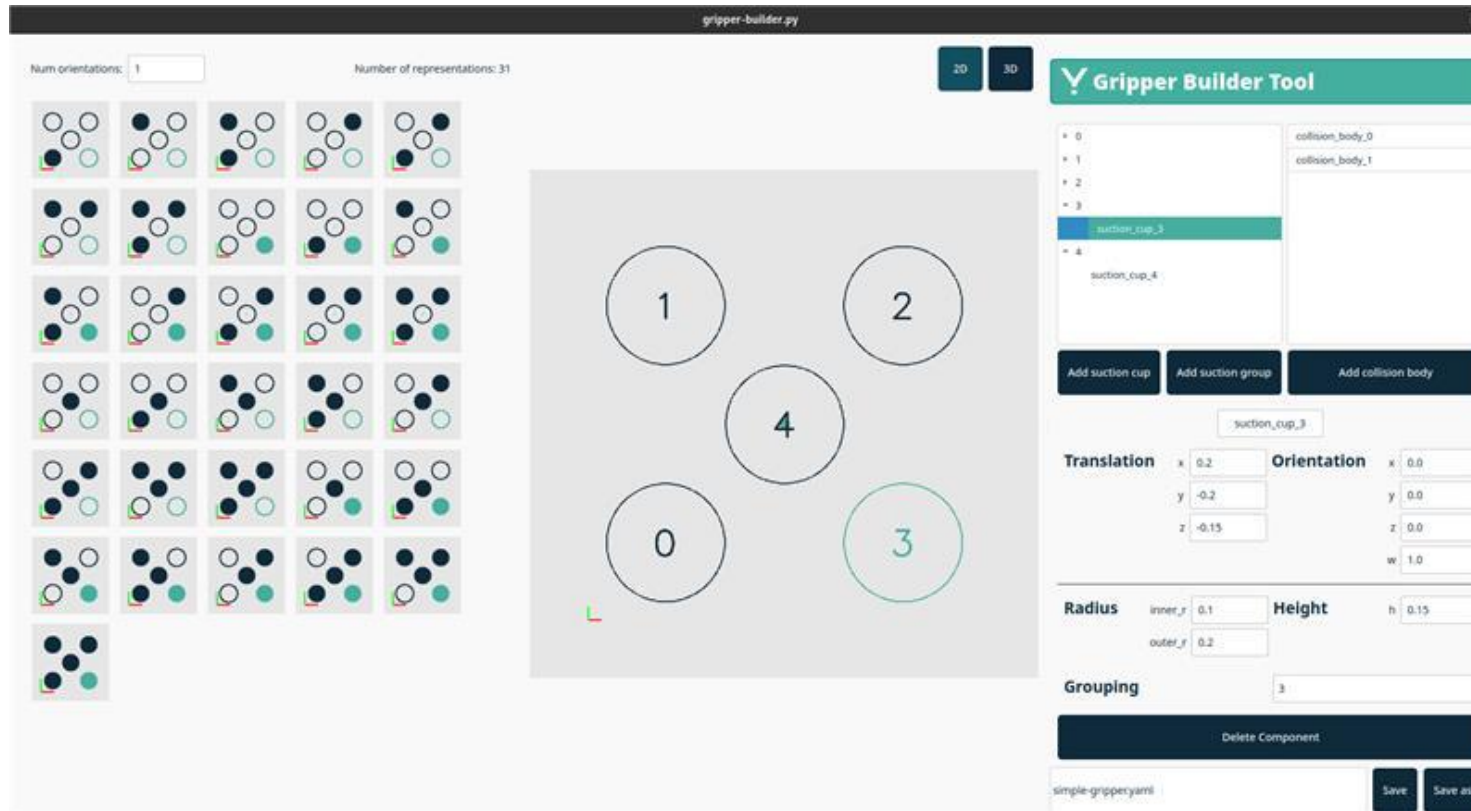 gripper-builder.py
Num orientations: 1
Number of representations: 31
2D 3D
Gripper Builder Tool
0
1
2
3
suction_cup_3
4
suction_cup_4
collision_body_0
collision_body_1
1 2
4
0 3
Add suction cup Add suction group Add collision body
suction_cup_3
Translation x 0.2 Orientation x 0.0
y -0.2 y 0.0
z -0.15 z 0.0
w 1.0
Radius inner_r 0.1 Height h 0.15
outer_r 0.2
Grouping 3
Delete Component
simple-gripper.yaml Save Save as